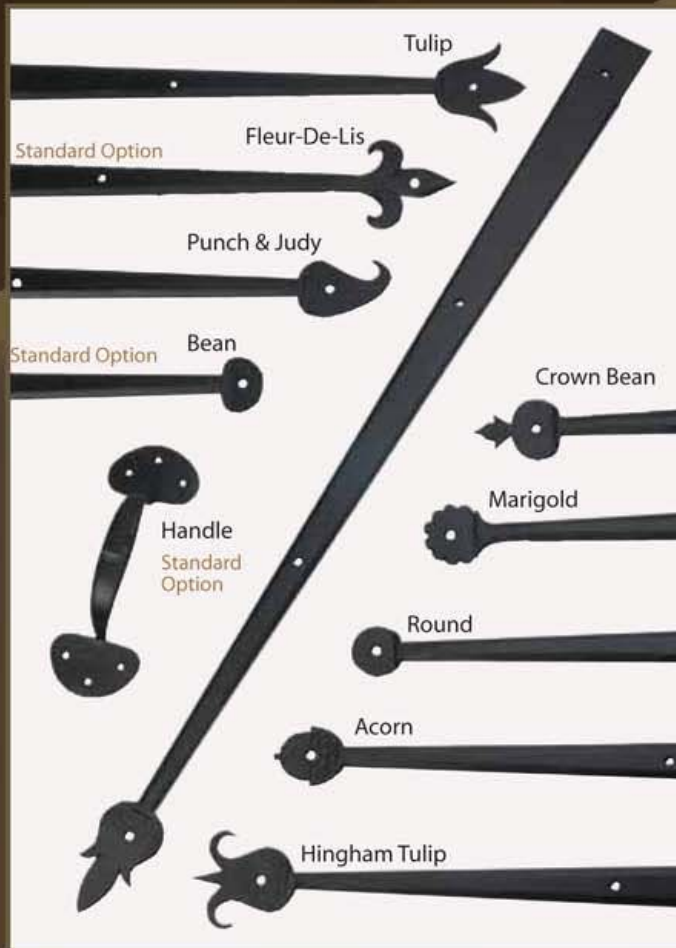 Tulip
Fleur-De-Lis
Standard Option
Punch & Judy
Bean
Standard Option
Crown Bean
Marigold
Handle
Standard
Option
Round
Acorn
Hingham Tulip